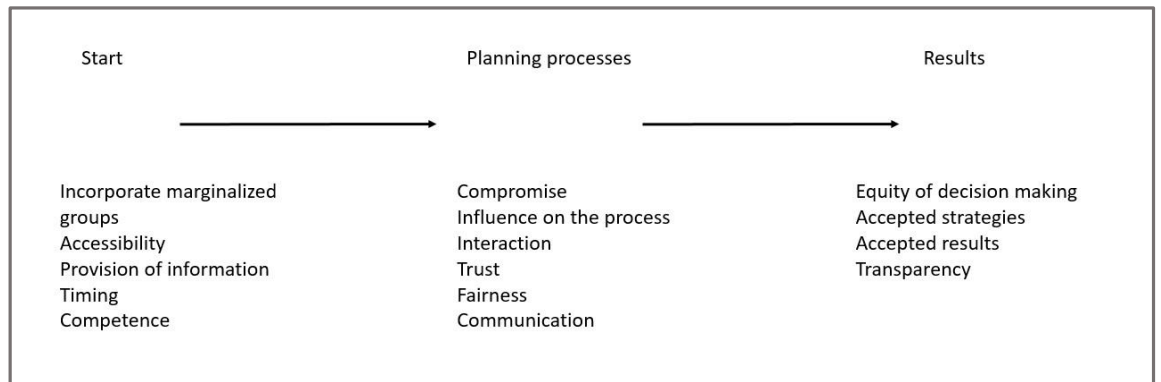 Start
Planning processes
Results
Incorporate marginalized
groups
Accessibility
Provision of information
Timing
Competence
Compromise
Influence on the process
Interaction
Trust
Fairness
Communication
Equity of decision making
Accepted strategies
Accepted results
Transparency